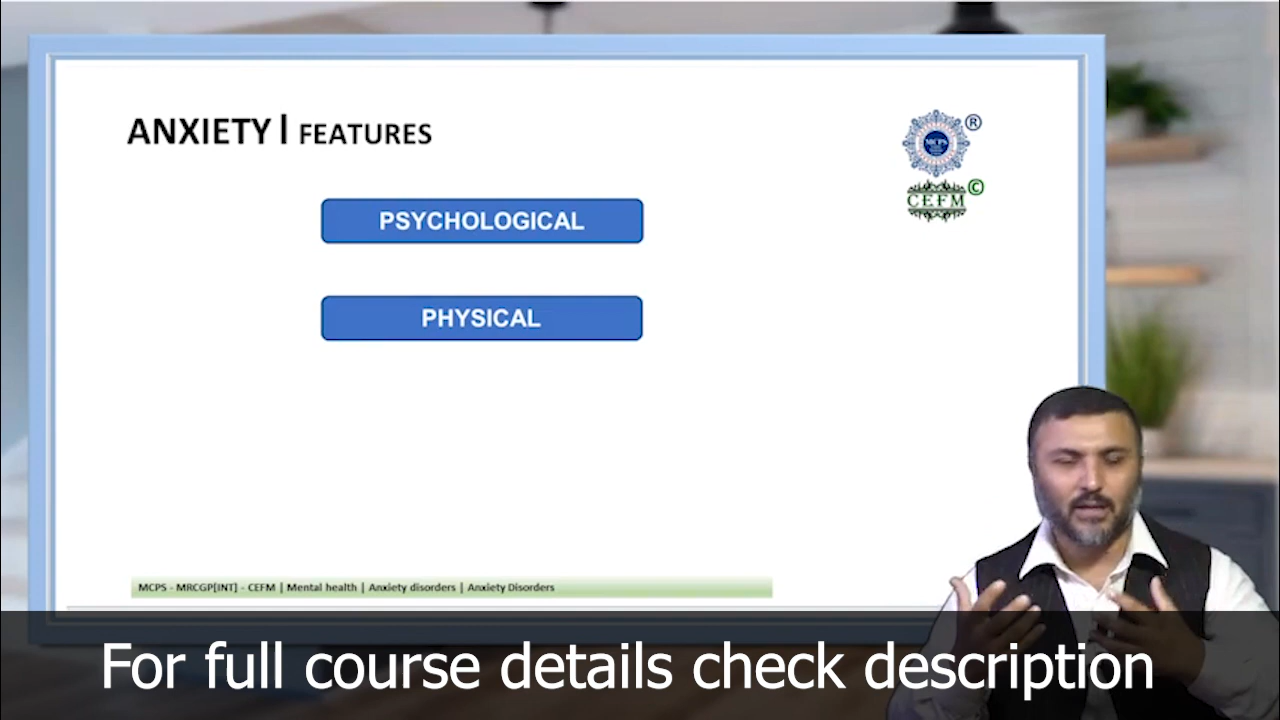 ANXIETY | FEATURES
MCPS
®
CEFM
©
PSYCHOLOGICAL
PHYSICAL
MCPS - MRCGP[INT] - CEFM | Mental health | Anxiety disorders | Anxiety Disorders
For full course details check description